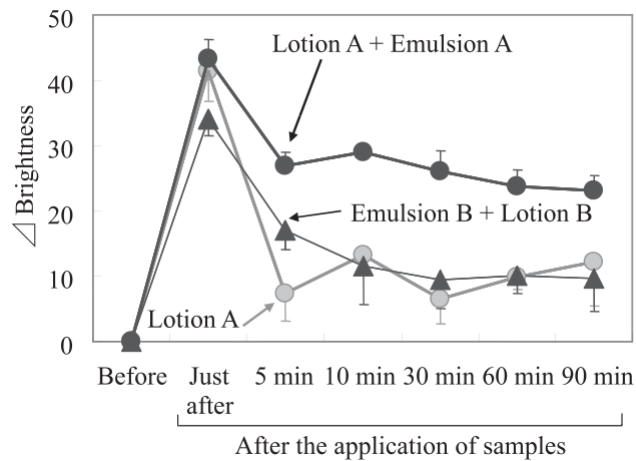 50
40
30
20
10
0
⊿ Brightness
Lotion A + Emulsion A
Emulsion B + Lotion B
Lotion A
Before Just after 5 min 10 min 30 min 60 min 90 min
After the application of samples